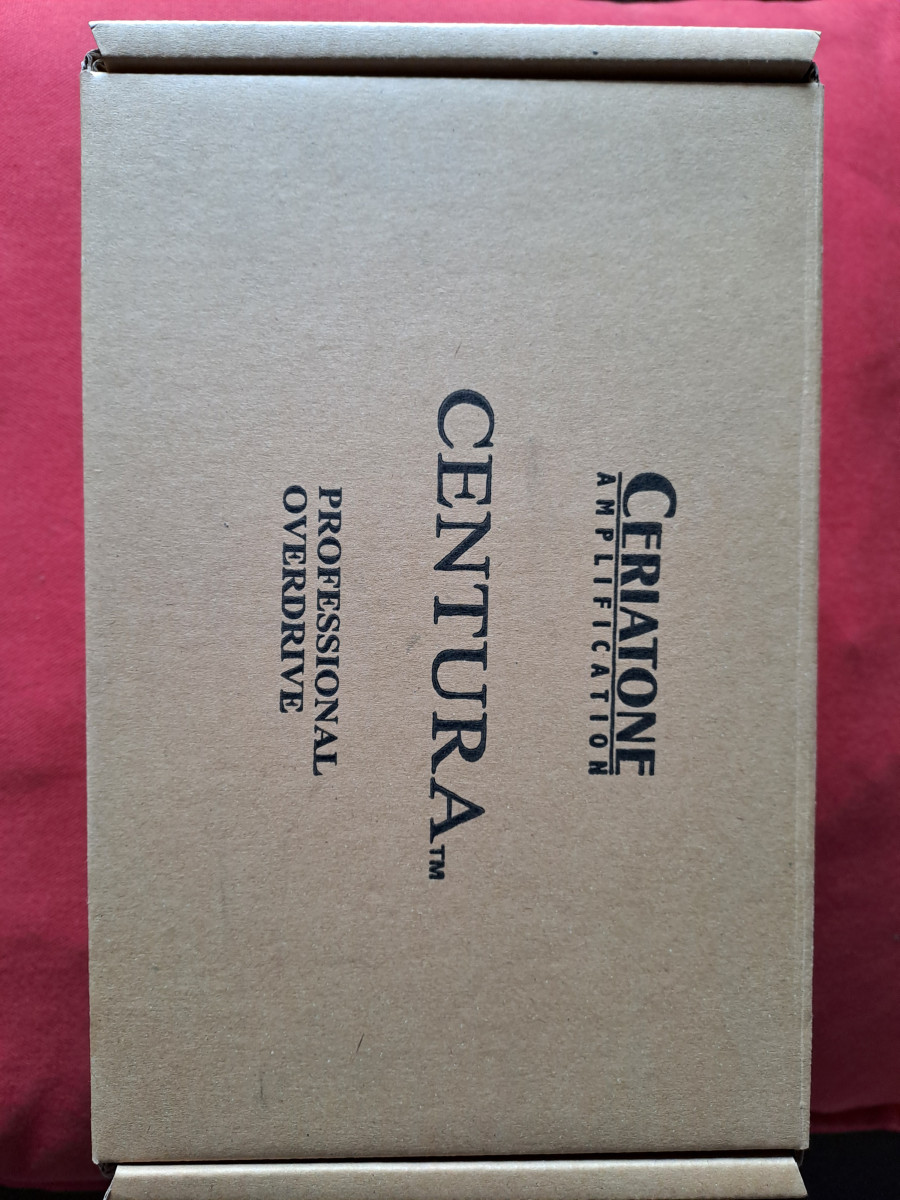 CERIATONE
AMPLIFICATION
CENTURA™
PROFESSIONAL
OVERDRIVE